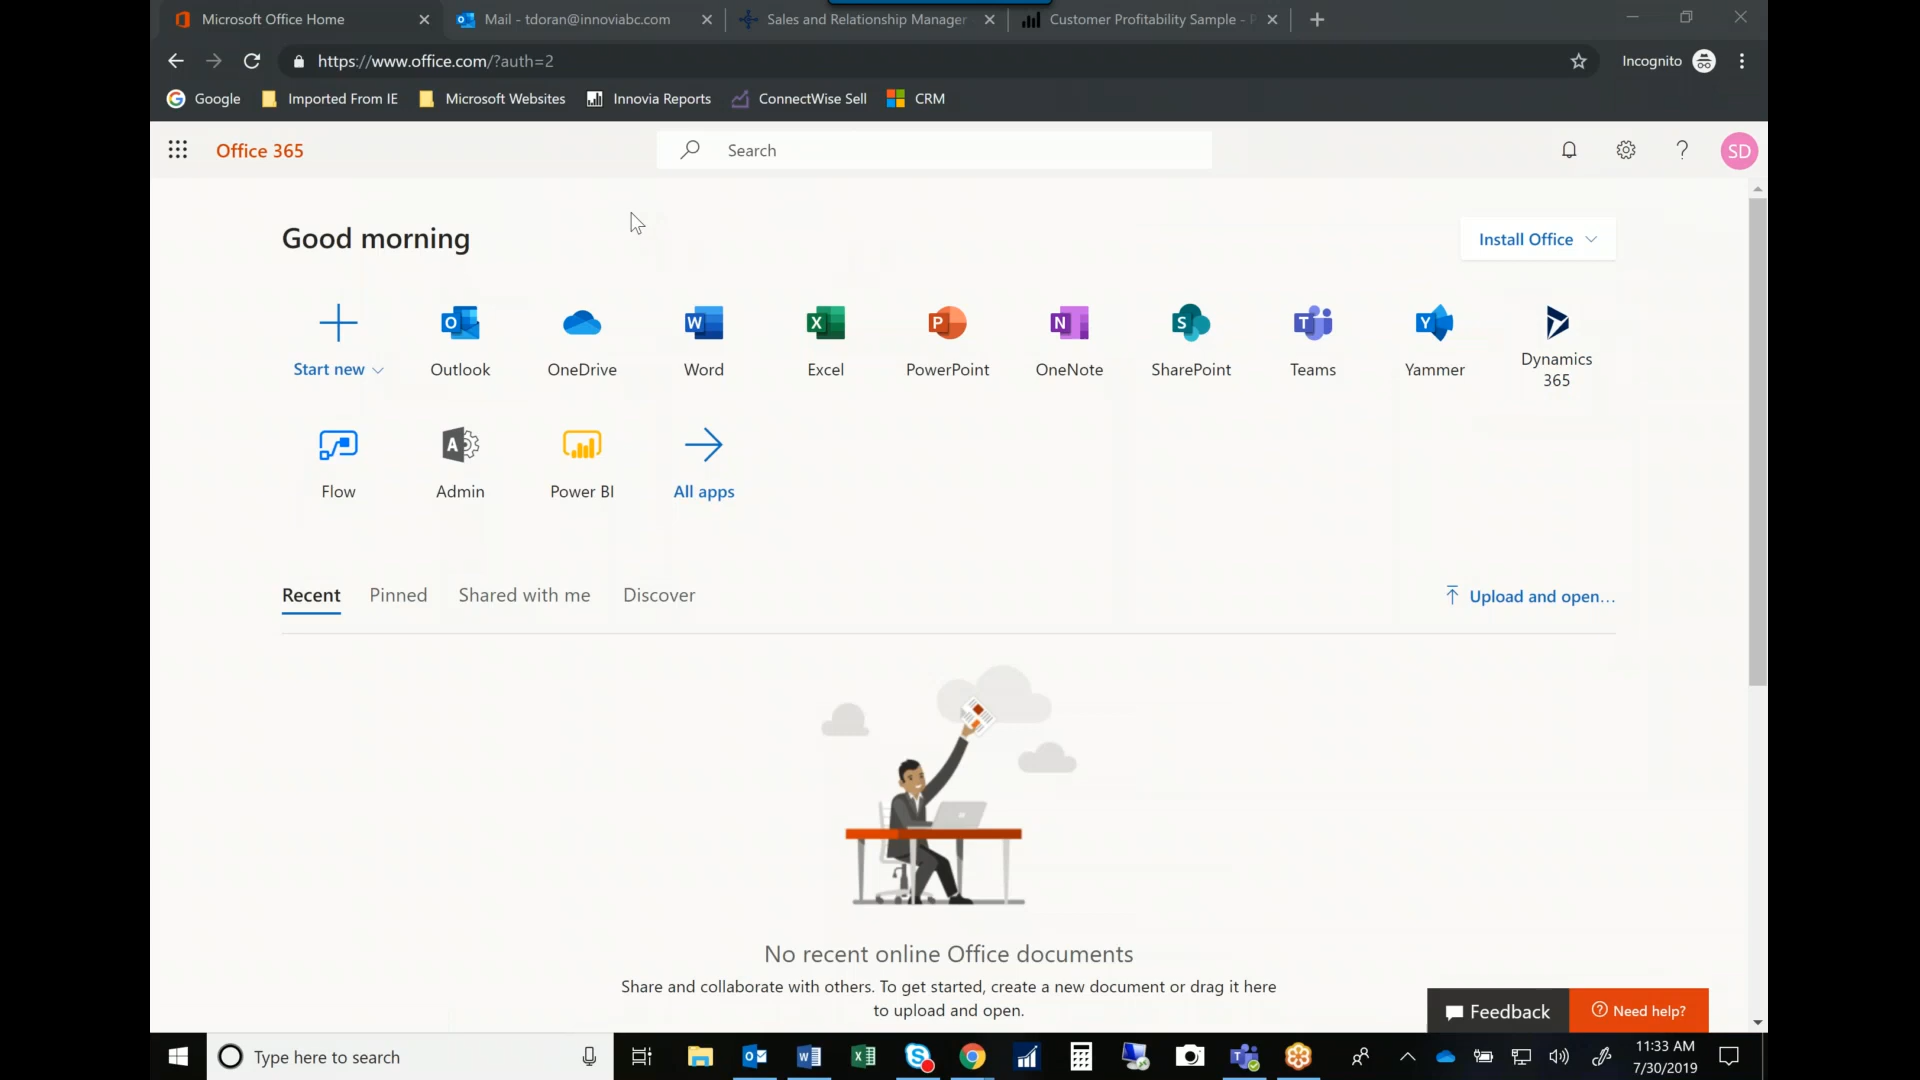 Microsoft Office Home
Mail - tdoran@innoviabc.com
Sales and Relationship Manager
Customer Profitability Sample -
https://www.office.com/?auth=2
Incognito
Google
Imported From IE
Microsoft Websites
Innovia Reports
ConnectWise Sell
CRM
Office 365
Search
SD
Good morning
Install Office
Start new
Outlook
OneDrive
Word
Excel
PowerPoint
OneNote
SharePoint
Teams
Yammer
Dynamics
365
Flow
Admin
Power BI
All apps
Recent
Pinned
Shared with me
Discover
Upload and open...
No recent online Office documents
Share and collaborate with others. To get started, create a new document or drag it here
to upload and open.
Feedback
Need help?
Type here to search
11:33 AM
7/30/2019